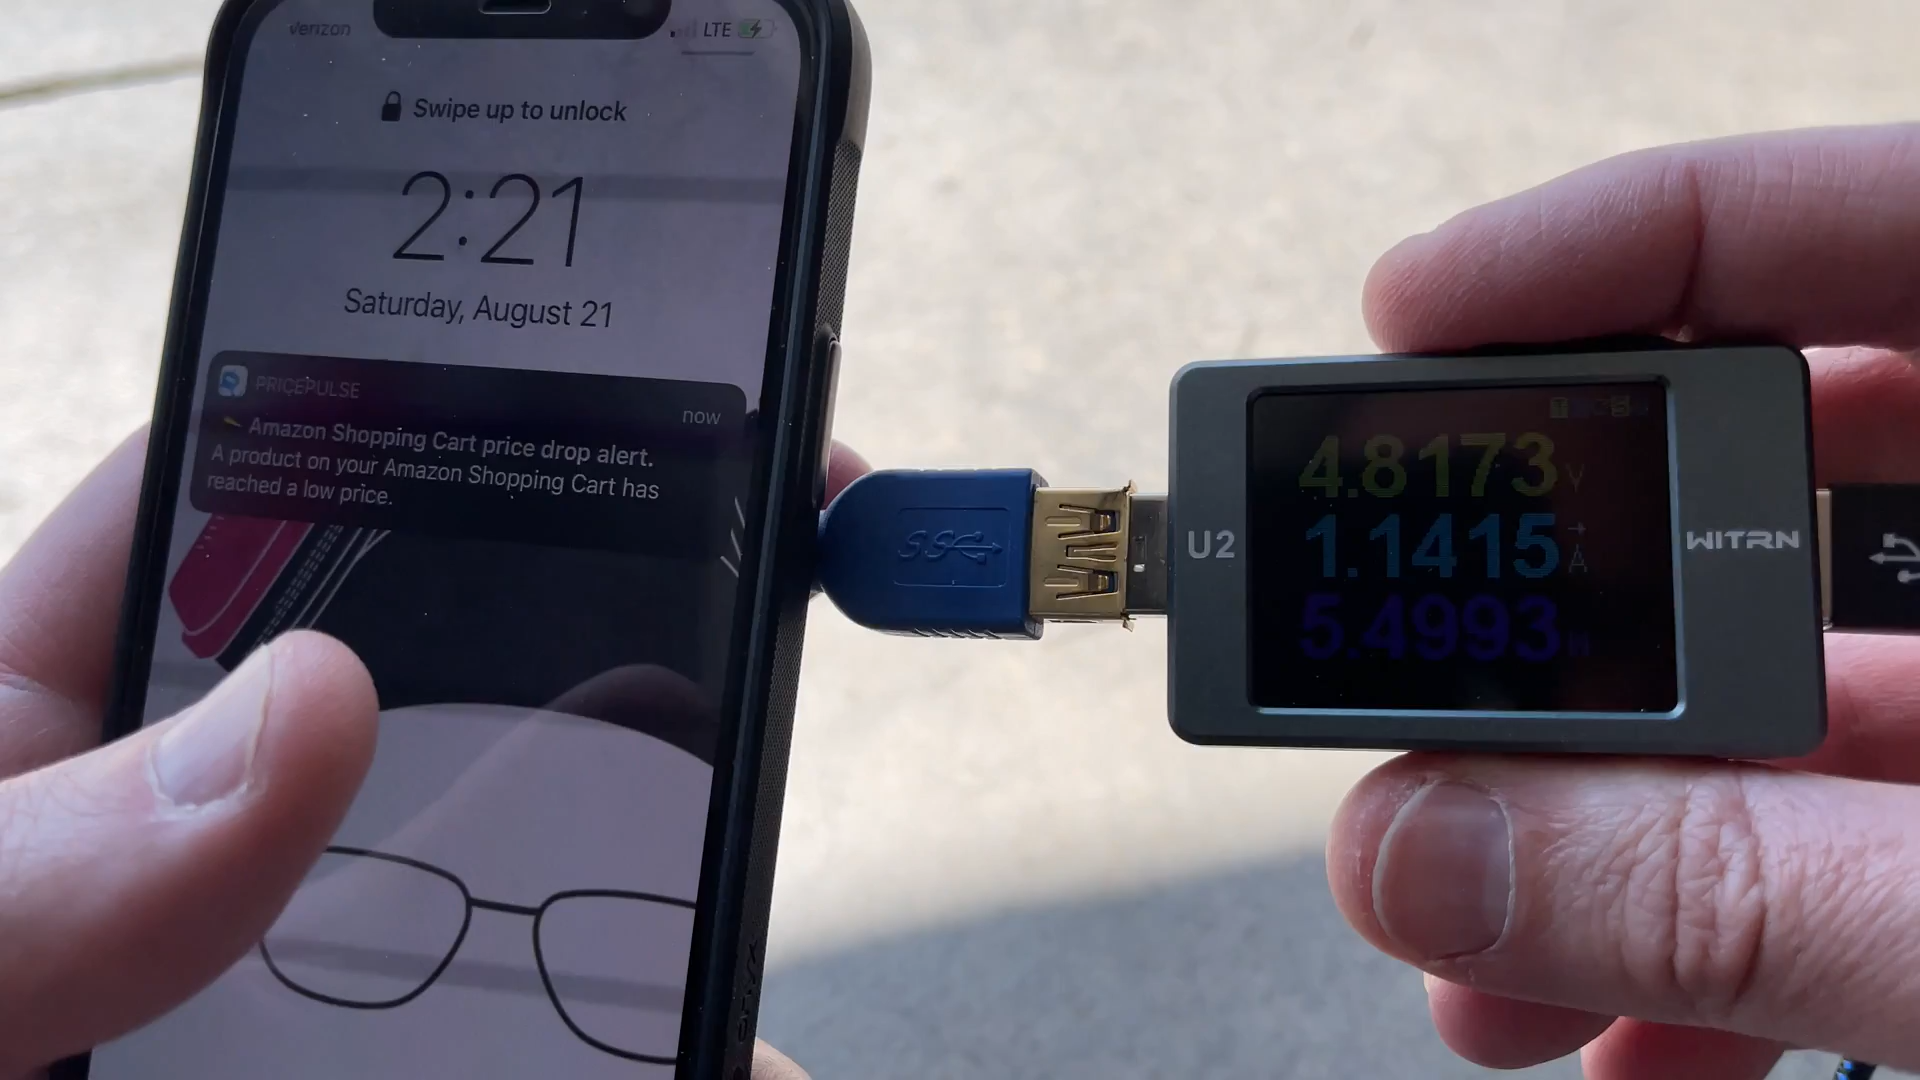 verizon
LTE
Swipe up to unlock
2:21
Saturday, August 21
PRICEPULSE
now
Amazon Shopping Cart price drop alert.
A product on your Amazon Shopping Cart has
reached a low price.
SS
U2
4.8173 V
1.1415 A
5.4993 W
WITRN